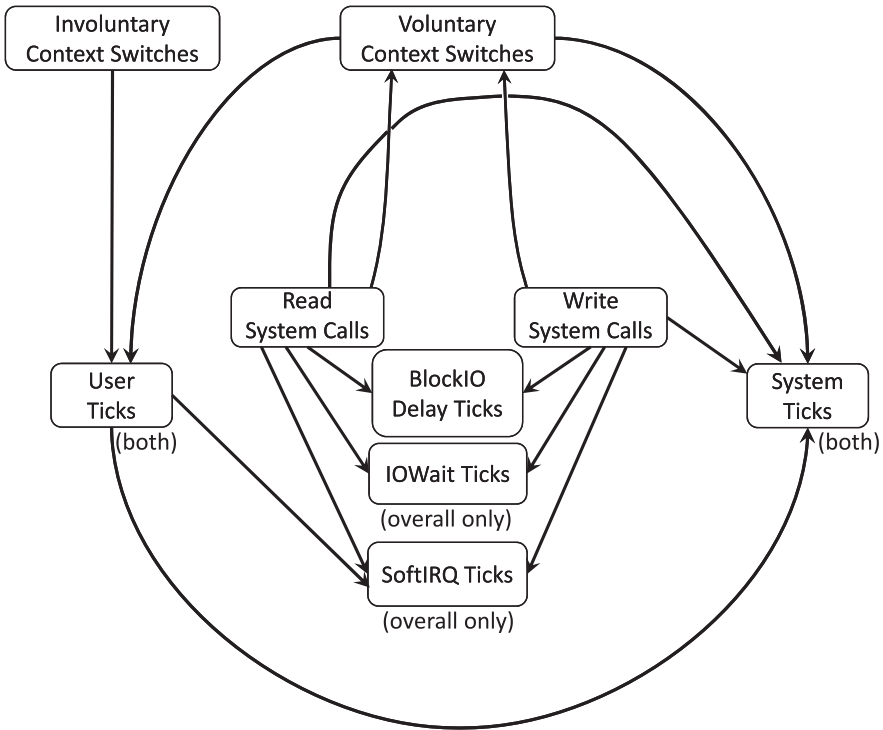 Involuntary
Context Switches
Voluntary
Context Switches
Read
System Calls
Write
System Calls
User
Ticks
(both)
BlockIO
Delay Ticks
System
Ticks
(both)
IOWait Ticks
(overall only)
SoftIRQ Ticks
(overall only)